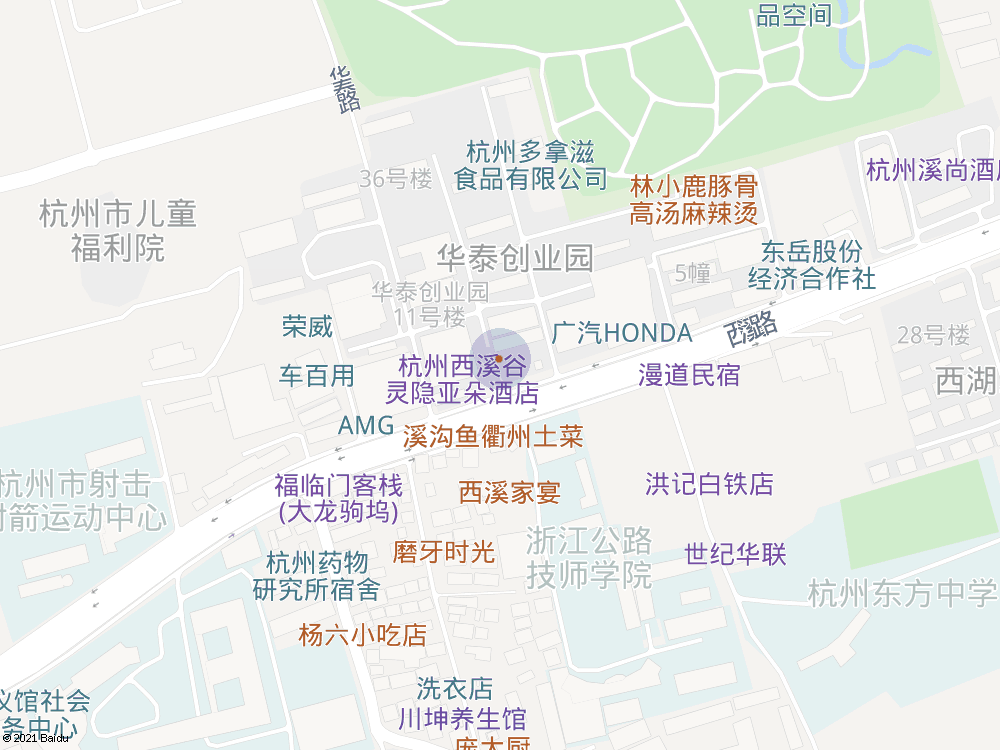 品空间
华泰路
杭州多拿滋
食品有限公司
杭州溪尚酒店
36号楼
林小鹿豚骨
高汤麻辣烫
杭州市儿童
福利院
华泰创业园
东岳股份
经济合作社
5幢
华泰创业园
11号楼
荣威
广汽HONDA
西溪路
28号楼
杭州西溪谷
灵隐亚朵酒店
车百用
漫道民宿
西湖
AMG
溪沟鱼衢州土菜
杭州市射击
射箭运动中心
福临门客栈
(大龙驹坞)
西溪家宴
洪记白铁店
磨牙时光
浙江公路
技师学院
世纪华联
杭州药物
研究所宿舍
杭州东方中学
杨六小吃店
洗衣店
议馆社会
务中心
川坤养生馆
庞大厨
© 2021 Baidu